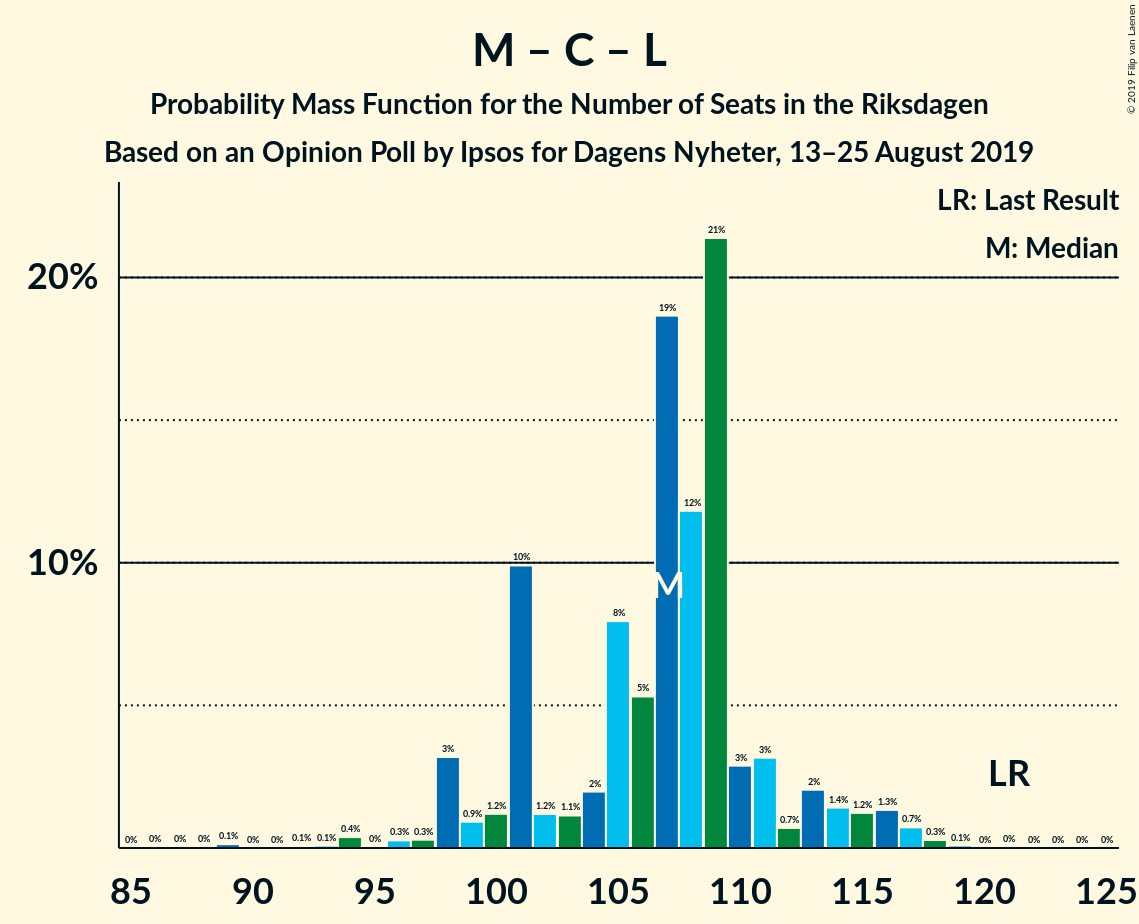 M – C – L
Probability Mass Function for the Number of Seats in the Riksdagen
Based on an Opinion Poll by Ipsos for Dagens Nyheter, 13–25 August 2019
© 2019 Filip van Laenen
LR: Last Result
M: Median
20%
10%
0% 0% 0% 0% 0.1% 0% 0% 0.1% 0.1% 0.4% 0% 0.3% 0.3% 3% 0.9% 1.2% 10% 1.2% 1.1% 2% 8% 5% 19% 12% 21% 3% 3% 0.7% 2% 1.4% 1.2% 1.3% 0.7% 0.3% 0.1% 0% 0% 0% 0% 0% 0%
M
LR
85 90 95 100 105 110 115 120 125